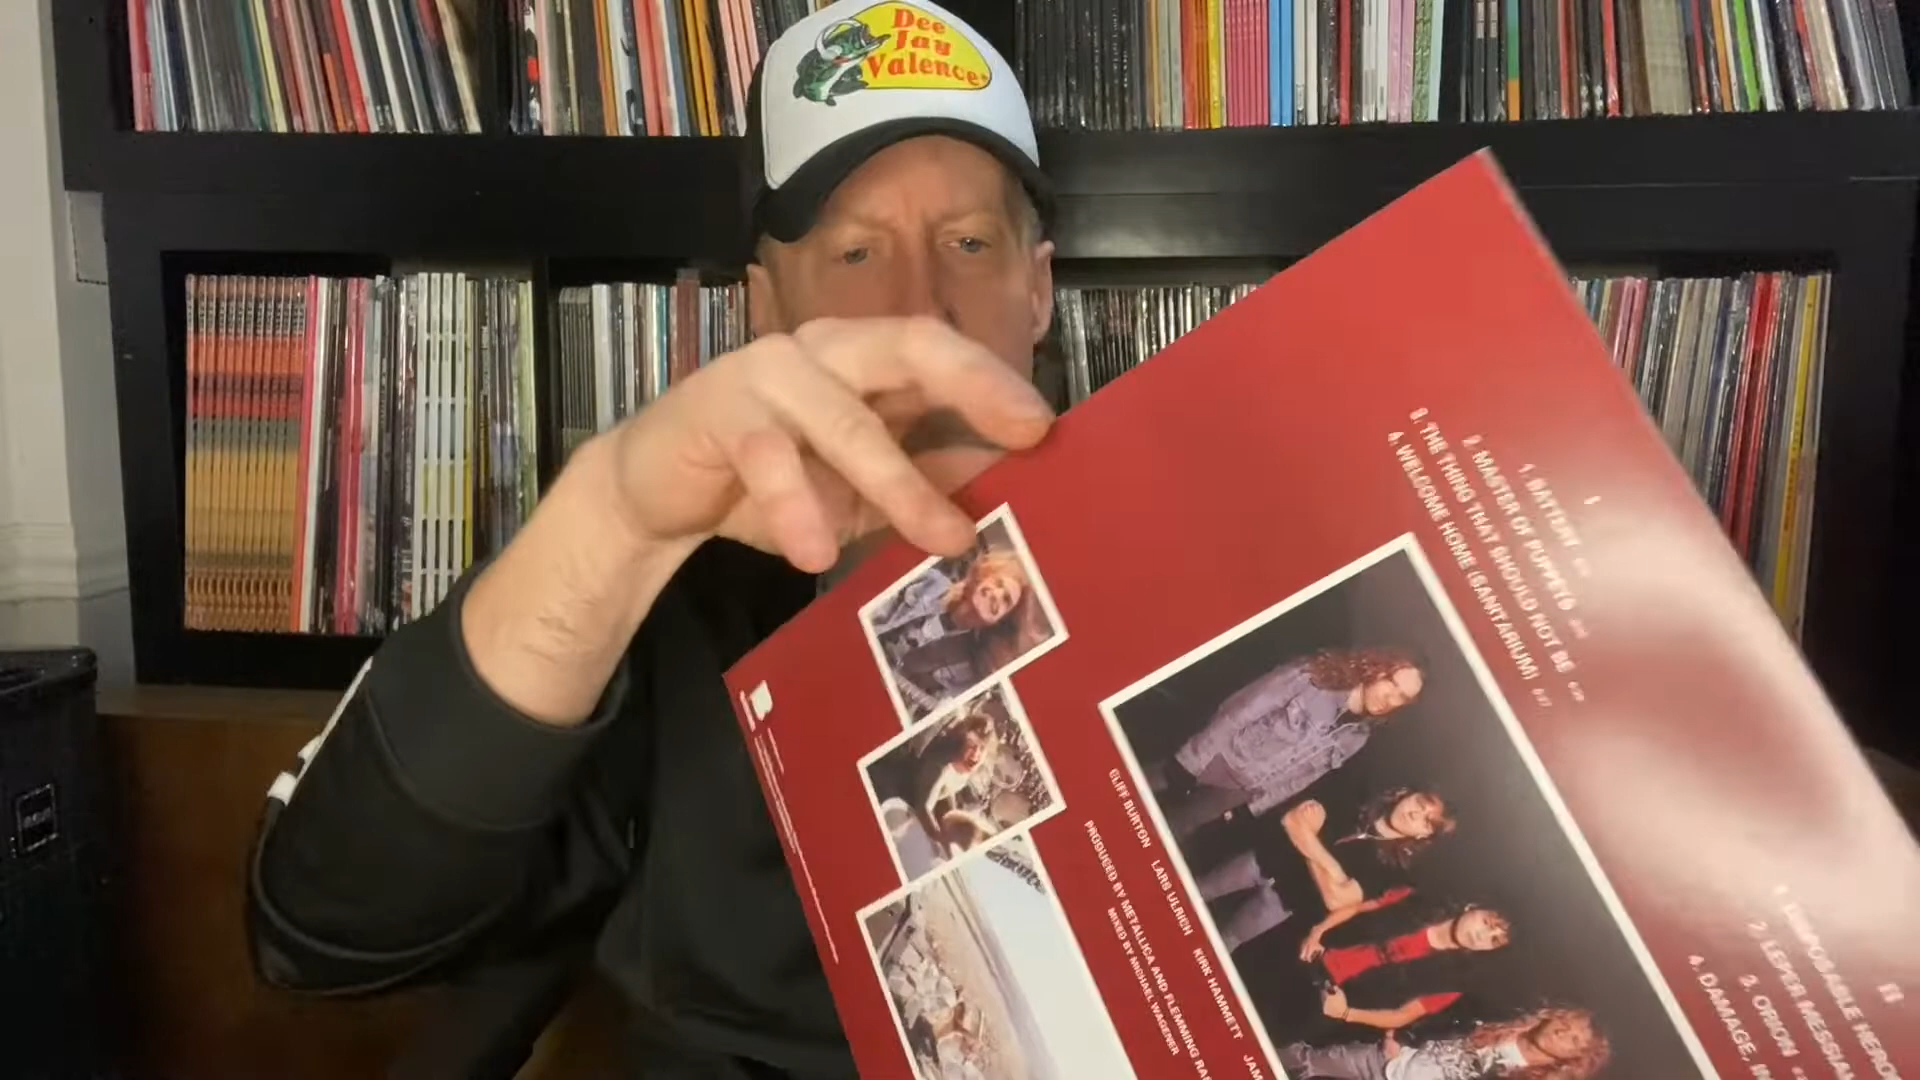 Dee
Jay
Valence
I
1. BATTERY
2. MASTER OF PUPPETS
3. THE THING THAT SHOULD NOT BE
4. WELCOME HOME (SANITARIUM)
II
2. LEPER MESSIAH
3. ORION
4. DAMAGE,
CLIFF BURTON LARS ULRICH KIRK HAMMETT
PRODUCED BY METALLICA AND FLEMMING
MIXED BY MICHAEL WAGENER